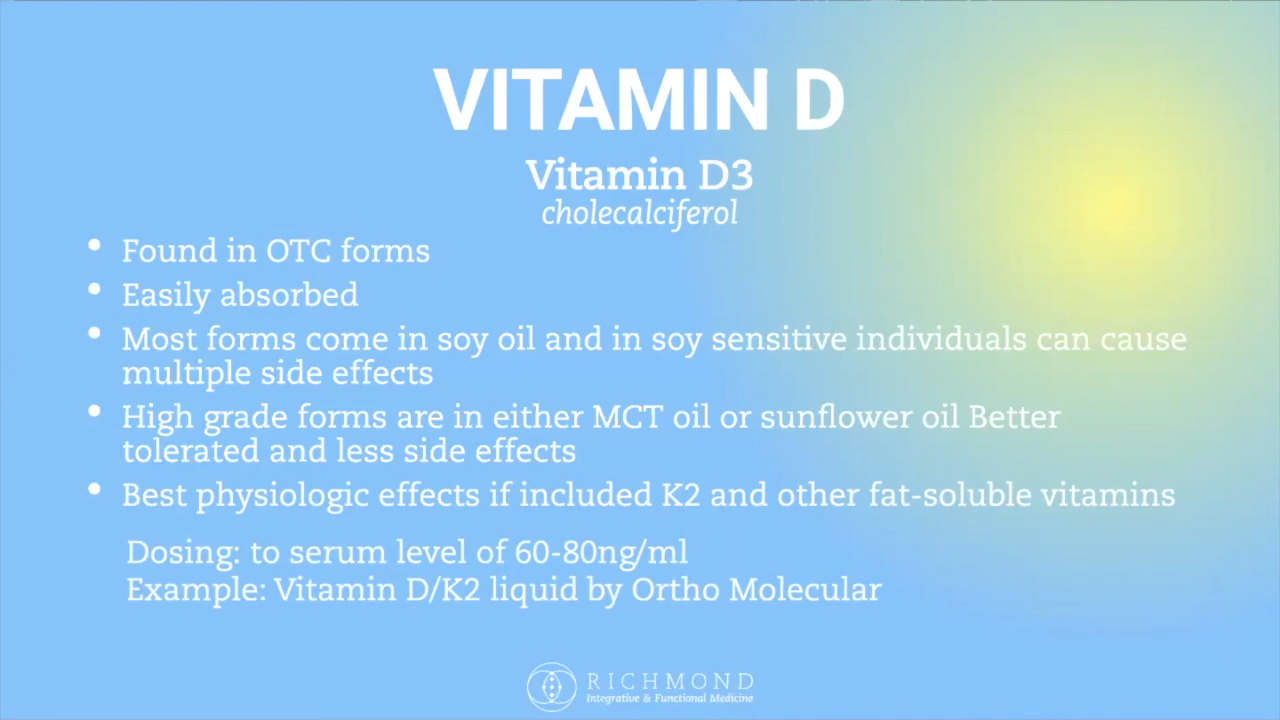 VITAMIN D
Vitamin D3
cholecalciferol
• Found in OTC forms
• Easily absorbed
• Most forms come in soy oil and in soy sensitive individuals can cause
multiple side effects
• High grade forms are in either MCT oil or sunflower oil Better
tolerated and less side effects
• Best physiologic effects if included K2 and other fat-soluble vitamins
Dosing: to serum level of 60-80ng/ml
Example: Vitamin D/K2 liquid by Ortho Molecular
RICHMOND
Integrative & Functional Medicine